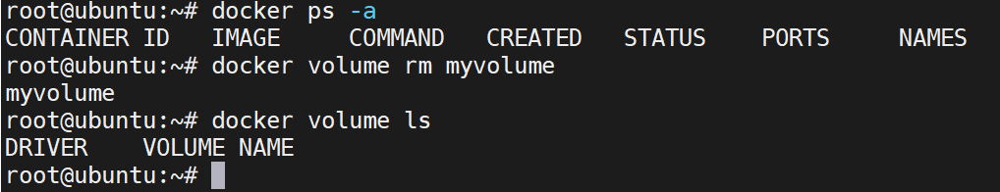 root@ubuntu:~# docker ps -a
CONTAINER ID   IMAGE     COMMAND   CREATED   STATUS    PORTS     NAMES
root@ubuntu:~# docker volume rm myvolume
myvolume
root@ubuntu:~# docker volume ls
DRIVER    VOLUME NAME
root@ubuntu:~#